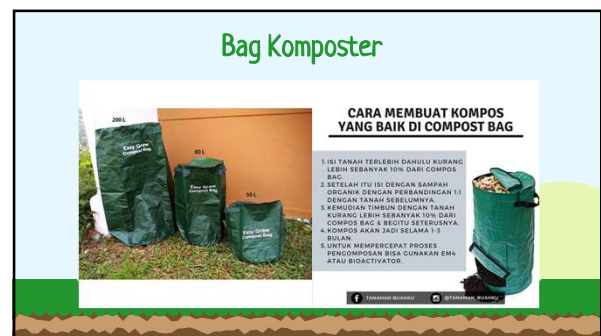 Bag Komposter
200 L
Easy Grow
Compost Bag
80 L
Easy Grow
Compost Bag
50 L
Easy Grow
Compost Bag
CARA MEMBUAT KOMPOS
YANG BAIK DI COMPOST BAG
1. ISI TANAH TERLEBIH DAHULU KURANG
LEBIH SEBANYAK 10% DARI COMPOS
BAG.
2. SETELAH ITU ISI DENGAN SAMPAH
ORGANIK DENGAN PERBANDINGAN 1:1
DENGAN TANAH SEBELUMNYA.
3. KEMUDIAN TIMBUN DENGAN TANAH
KURANG LEBIH SEBANYAK 10% DARI
COMPOS BAG & BEGITU SETERUSNYA.
4. KOMPOS AKAN JADI SELAMA 1-3
BULAN.
5. UNTUK MEMPERCEPAT PROSES
PENGOMPOSAN BISA GUNAKAN EM4
ATAU BIOACTIVATOR.
TANAMAN BUAHKU
@TANAMAN_BUAHKU